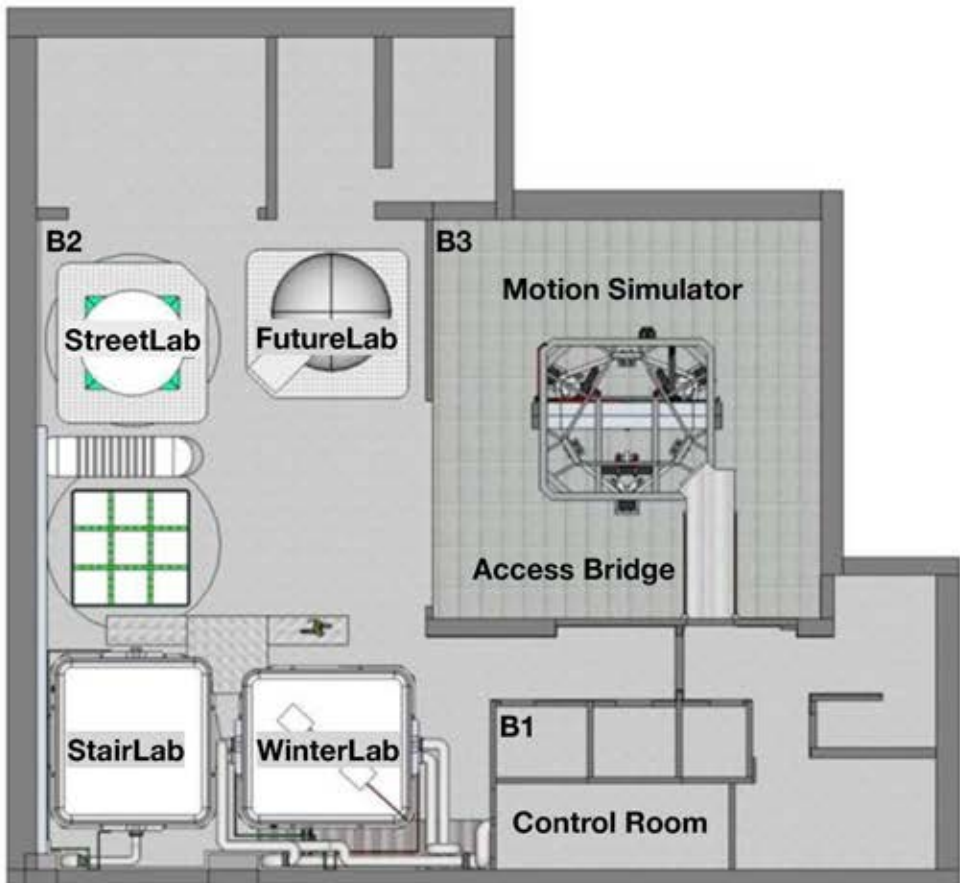 B2
B3
Motion Simulator
StreetLab
FutureLab
Access Bridge
B1
StairLab
WinterLab
Control Room